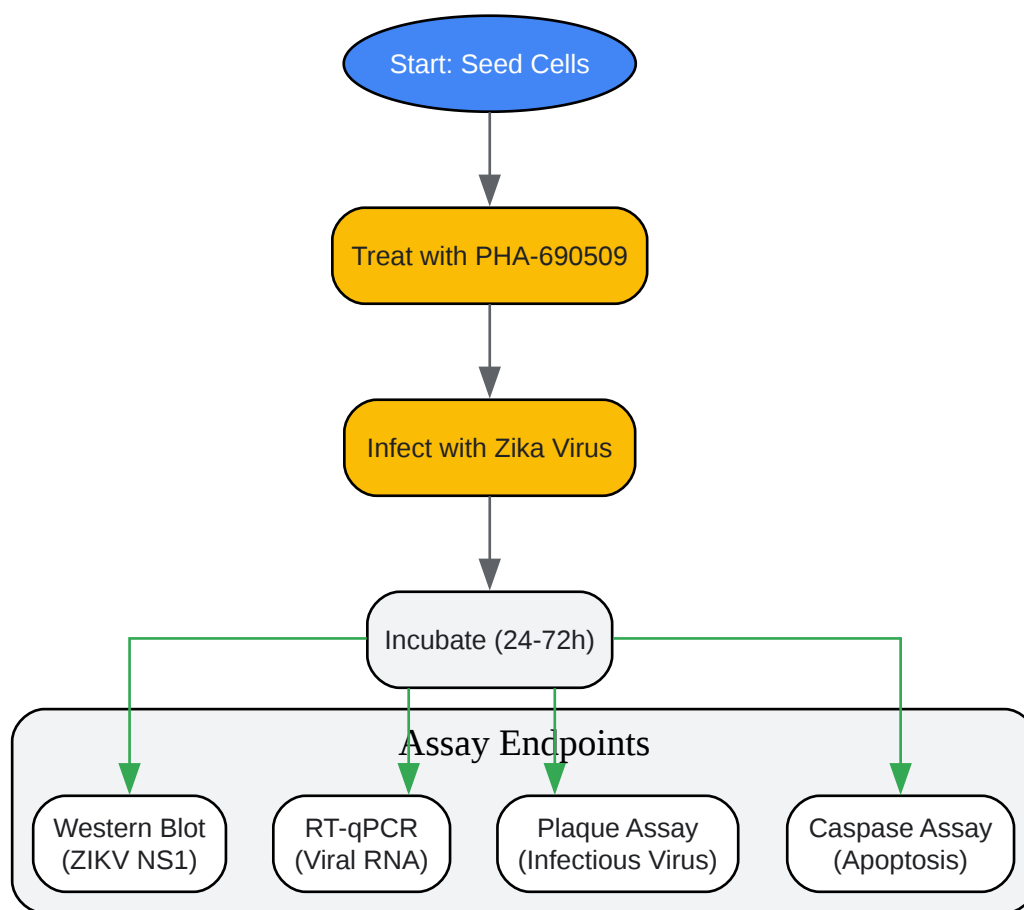 Start: Seed Cells
Treat with PHA-690509
Infect with Zika Virus
Incubate (24-72h)
Assay Endpoints
Western Blot
(ZIKV NS1)
RT-qPCR
(Viral RNA)
Plaque Assay
(Infectious Virus)
Caspase Assay
(Apoptosis)